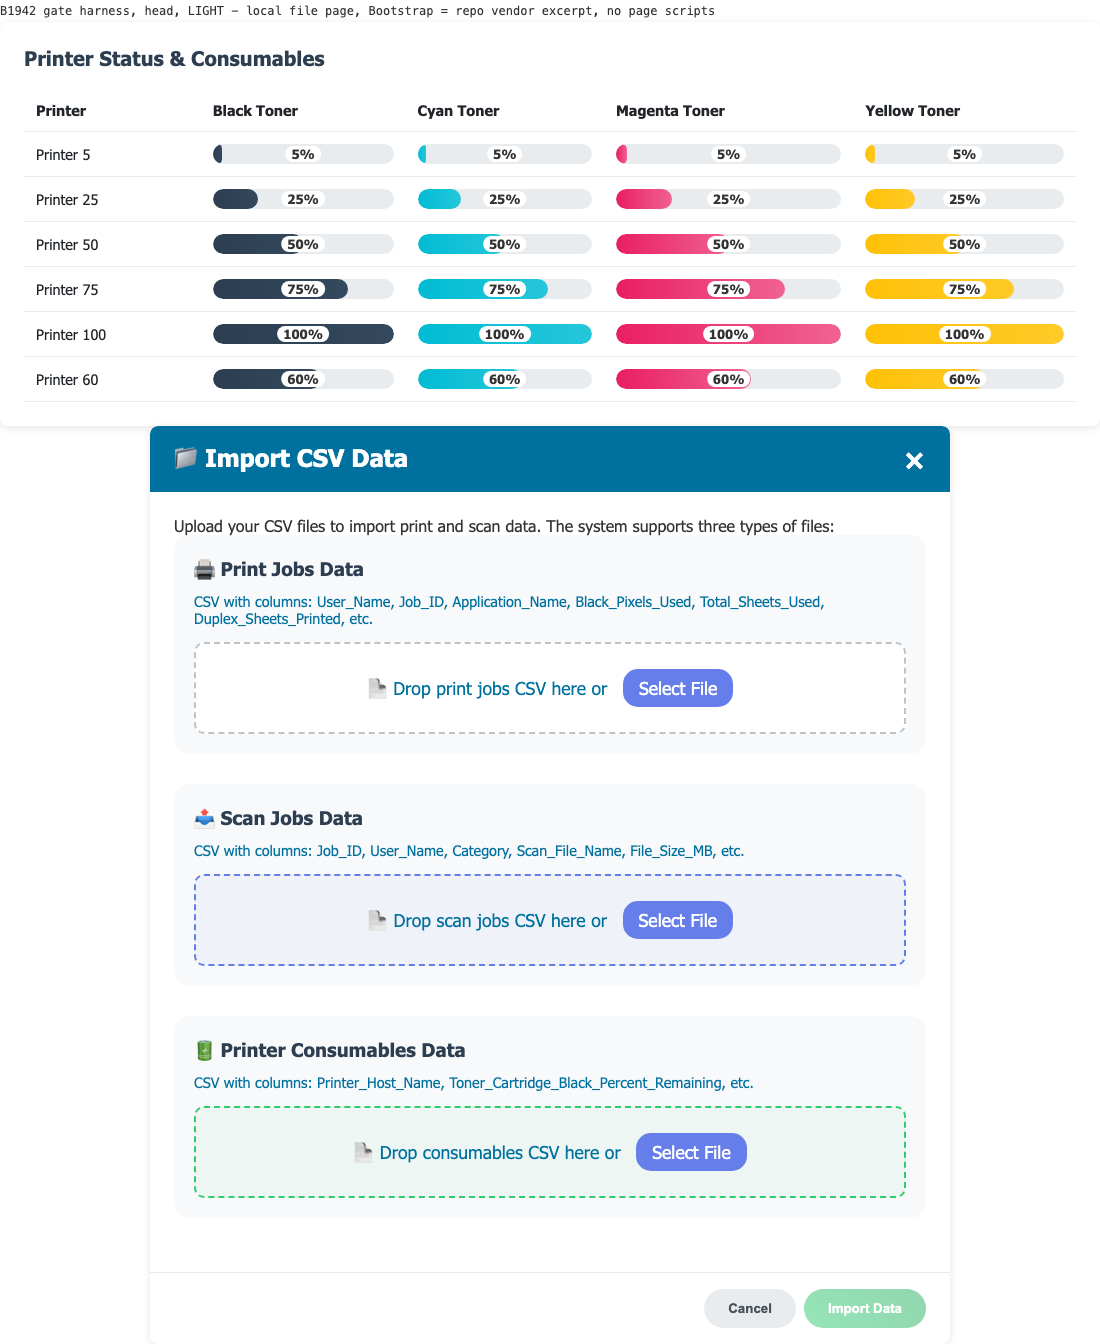 B1942 gate harness, head, LIGHT - local file page, Bootstrap = repo vendor excerpt, no page scripts
Printer Status & Consumables
Printer Black Toner Cyan Toner Magenta Toner Yellow Toner
Printer 5 5% 5% 5% 5%
Printer 25 25% 25% 25% 25%
Printer 50 50% 50% 50% 50%
Printer 75 75% 75% 75% 75%
Printer 100 100% 100% 100% 100%
Printer 60 60% 60% 60% 60%
Import CSV Data ×
Upload your CSV files to import print and scan data. The system supports three types of files:
Print Jobs Data
CSV with columns: User_Name, Job_ID, Application_Name, Black_Pixels_Used, Total_Sheets_Used,
Duplex_Sheets_Printed, etc.
Drop print jobs CSV here or Select File
Scan Jobs Data
CSV with columns: Job_ID, User_Name, Category, Scan_File_Name, File_Size_MB, etc.
Drop scan jobs CSV here or Select File
Printer Consumables Data
CSV with columns: Printer_Host_Name, Toner_Cartridge_Black_Percent_Remaining, etc.
Drop consumables CSV here or Select File
Cancel Import Data